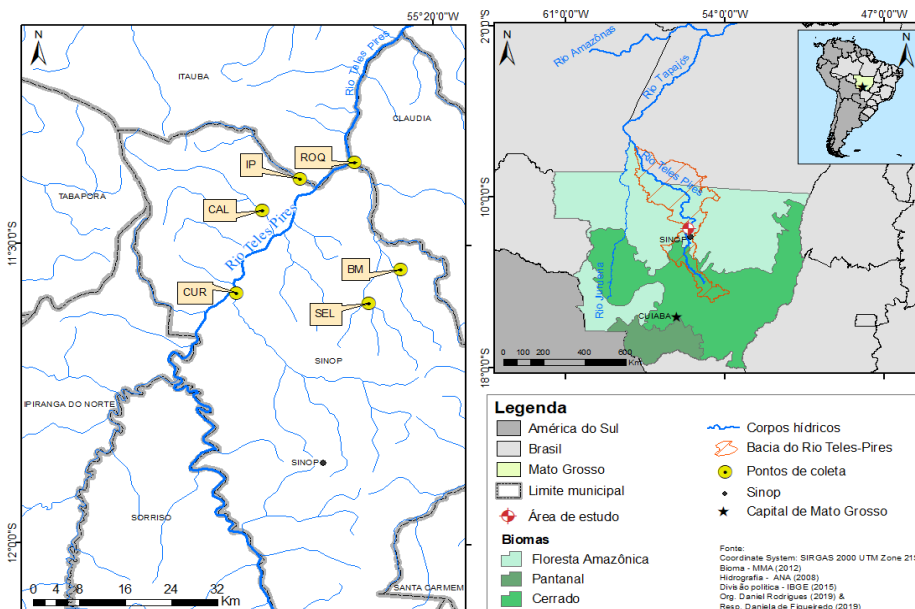 55°20'0"W
N
ITAUBA
Rio Teles Pires
CLAUDIA
IP
ROQ
TABAPORA
CAL
11°30'0"S
Rio Teles/Pires
BM
CUR
SEL
SINOP
IPIRANGA DO NORTE
SINOP
SORRISO
12°0'0"S
SANTA CARMEM
0 4 8 16 24 32
Km
61°0'0"W 54°0'0"W 47°0'0"W
2°0'0"S
N
N
Rio Amazônas
Rio Tapajós
Rio Teles Pires
10°0'0"S
SINOP
Rio Juruena
CUIABA
0 100 200 400 600
Km
18°0'0"S
Legenda
América do Sul
Brasil
Mato Grosso
Limite municipal
Área de estudo
Corpos hídricos
Bacia do Rio Teles-Pires
Pontos de coleta
Sinop
Capital de Mato Grosso
Biomas
Floresta Amazônica
Pantanal
Cerrado
Fonte:
Coordinate System: SIRGAS 2000 UTM Zone 21S
Bioma - MMA (2012)
Hidrografia - ANA (2008)
Divisão politica - IBGE (2015)
Org. Daniel Rodrigues (2019) &
Resp. Daniela de Figueiredo (2019)